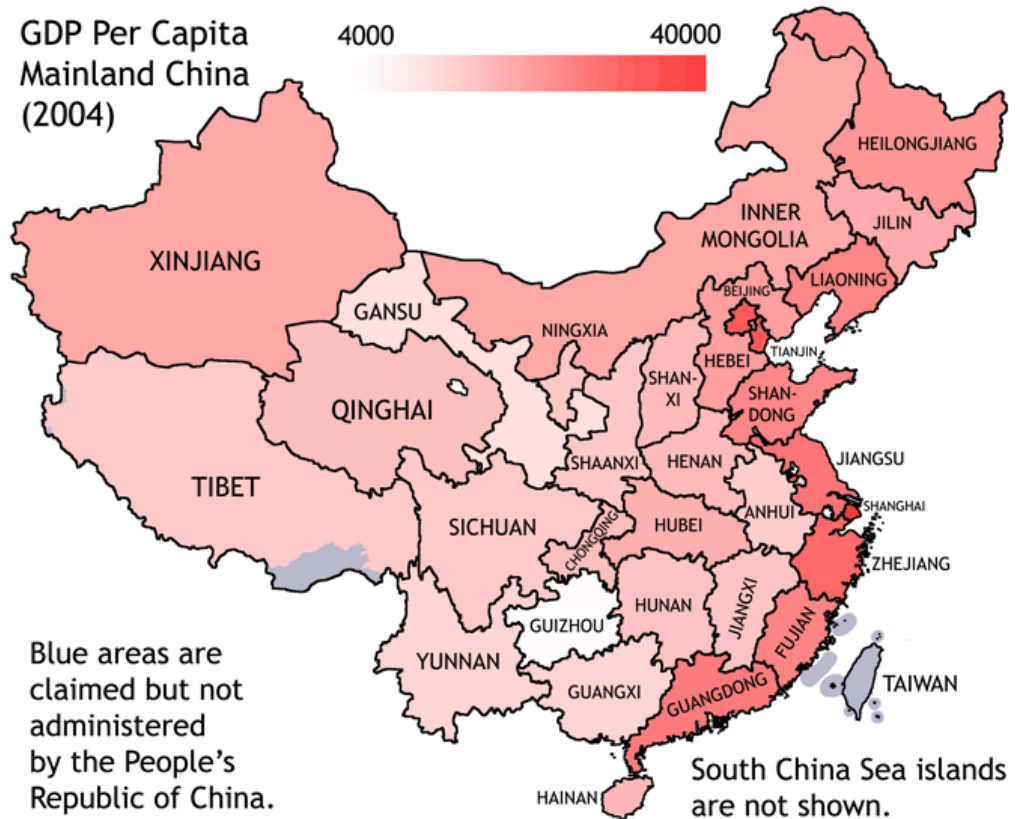 GDP Per Capita
Mainland China
(2004)
4000
40000
HEILONGJIANG
INNER
MONGOLIA
JILIN
XINJIANG
LIAONING
BEIJING
GANSU
NINGXIA
TIANJIN
HEBEI
SHAN-
XI
SHAN-
DONG
QINGHAI
JIANGSU
SHAANXI
HENAN
TIBET
SHANGHAI
ANHUI
SICHUAN
HUBEI
CHONGQING
ZHEJIANG
HUNAN
JIANGXI
GUIZHOU
FUJIAN
YUNNAN
GUANGXI
GUANGDONG
TAIWAN
HAINAN
Blue areas are
claimed but not
administered
by the People's
Republic of China.
South China Sea islands
are not shown.